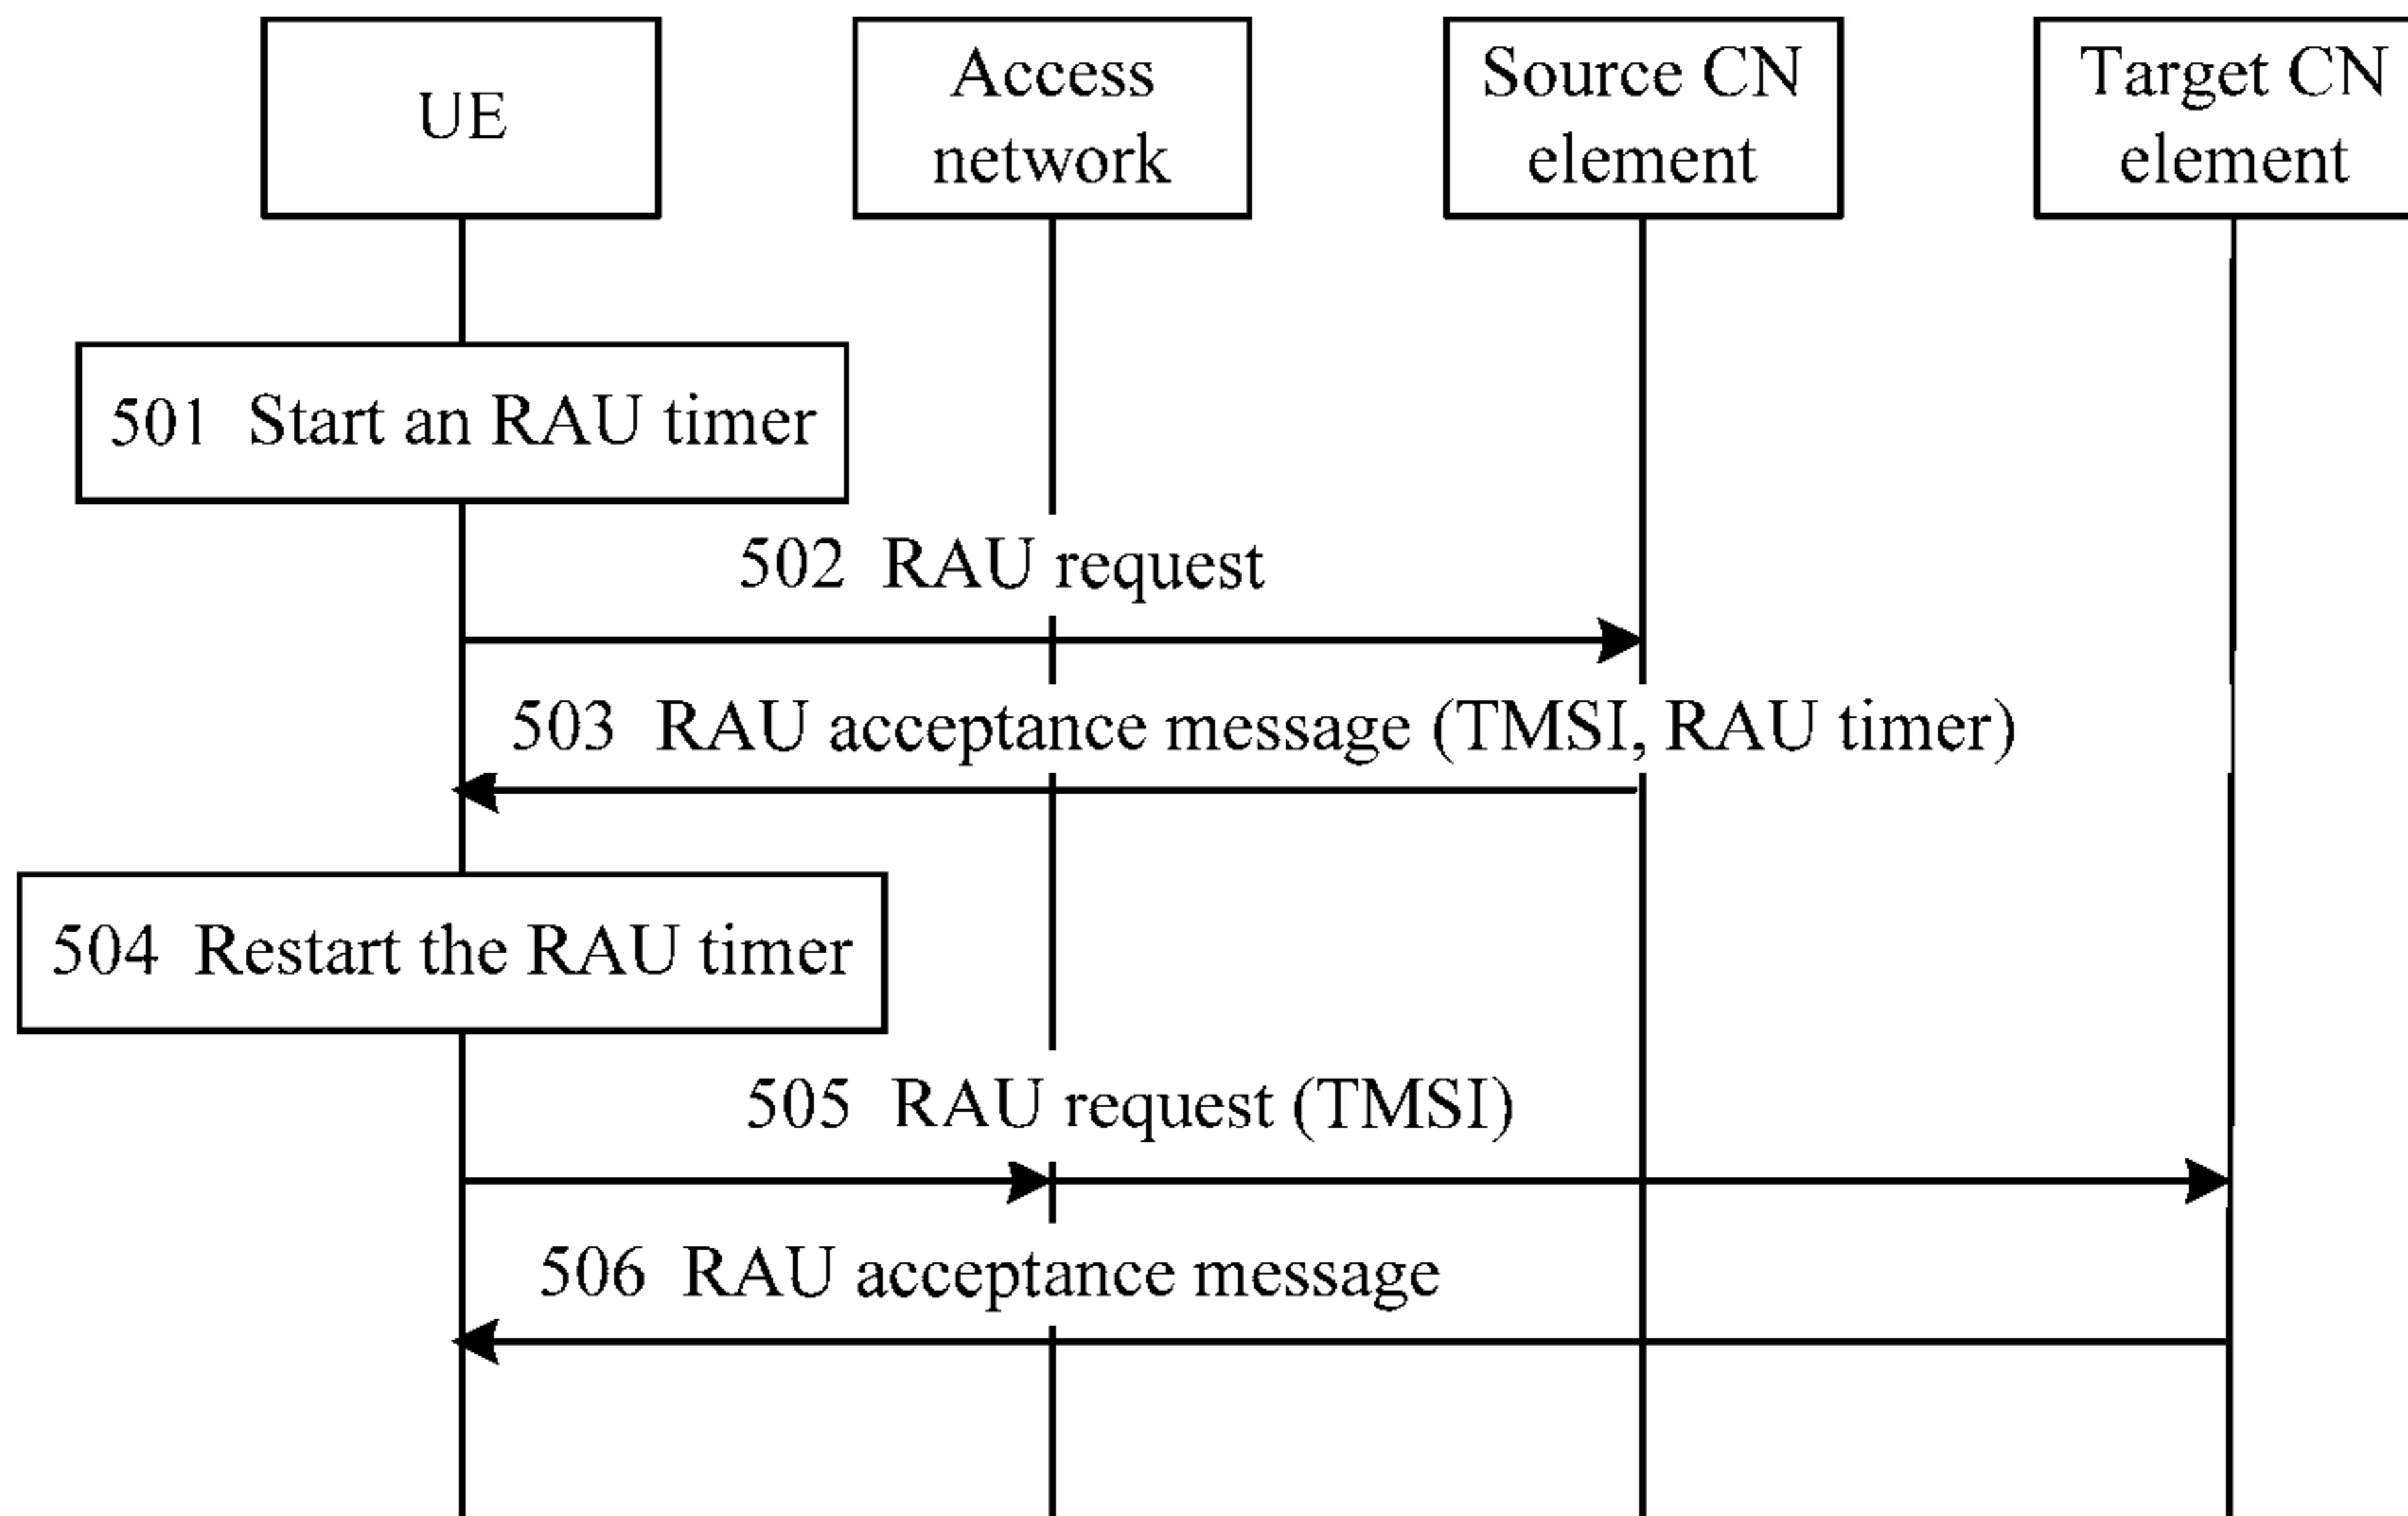 UE
Access
network
Source CN
element
Target CN
element
501 Start an RAU timer
502 RAU request
503 RAU acceptance message (TMSI, RAU timer)
504 Restart the RAU timer
505 RAU request (TMSI)
506 RAU acceptance message